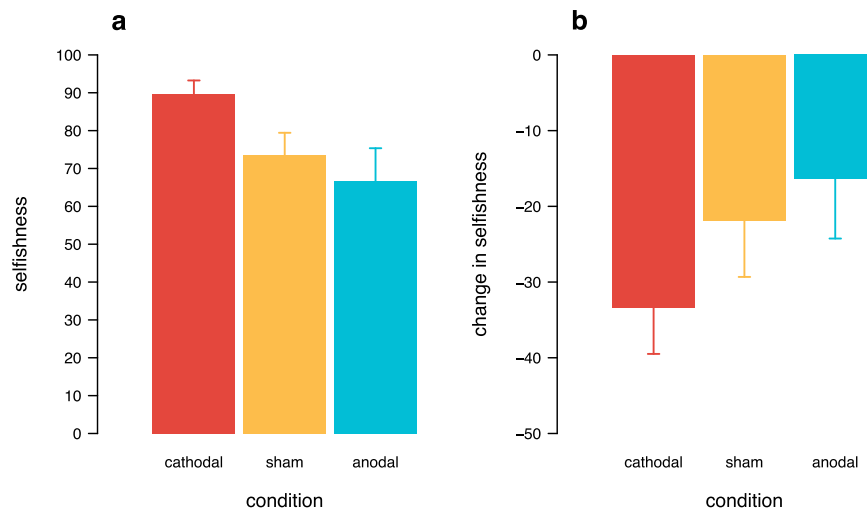 a
selfishness
100
90
80
70
60
50
40
30
20
10
0
cathodal sham anodal
condition
b
change in selfishness
0
−10
−20
−30
−40
−50
cathodal sham anodal
condition